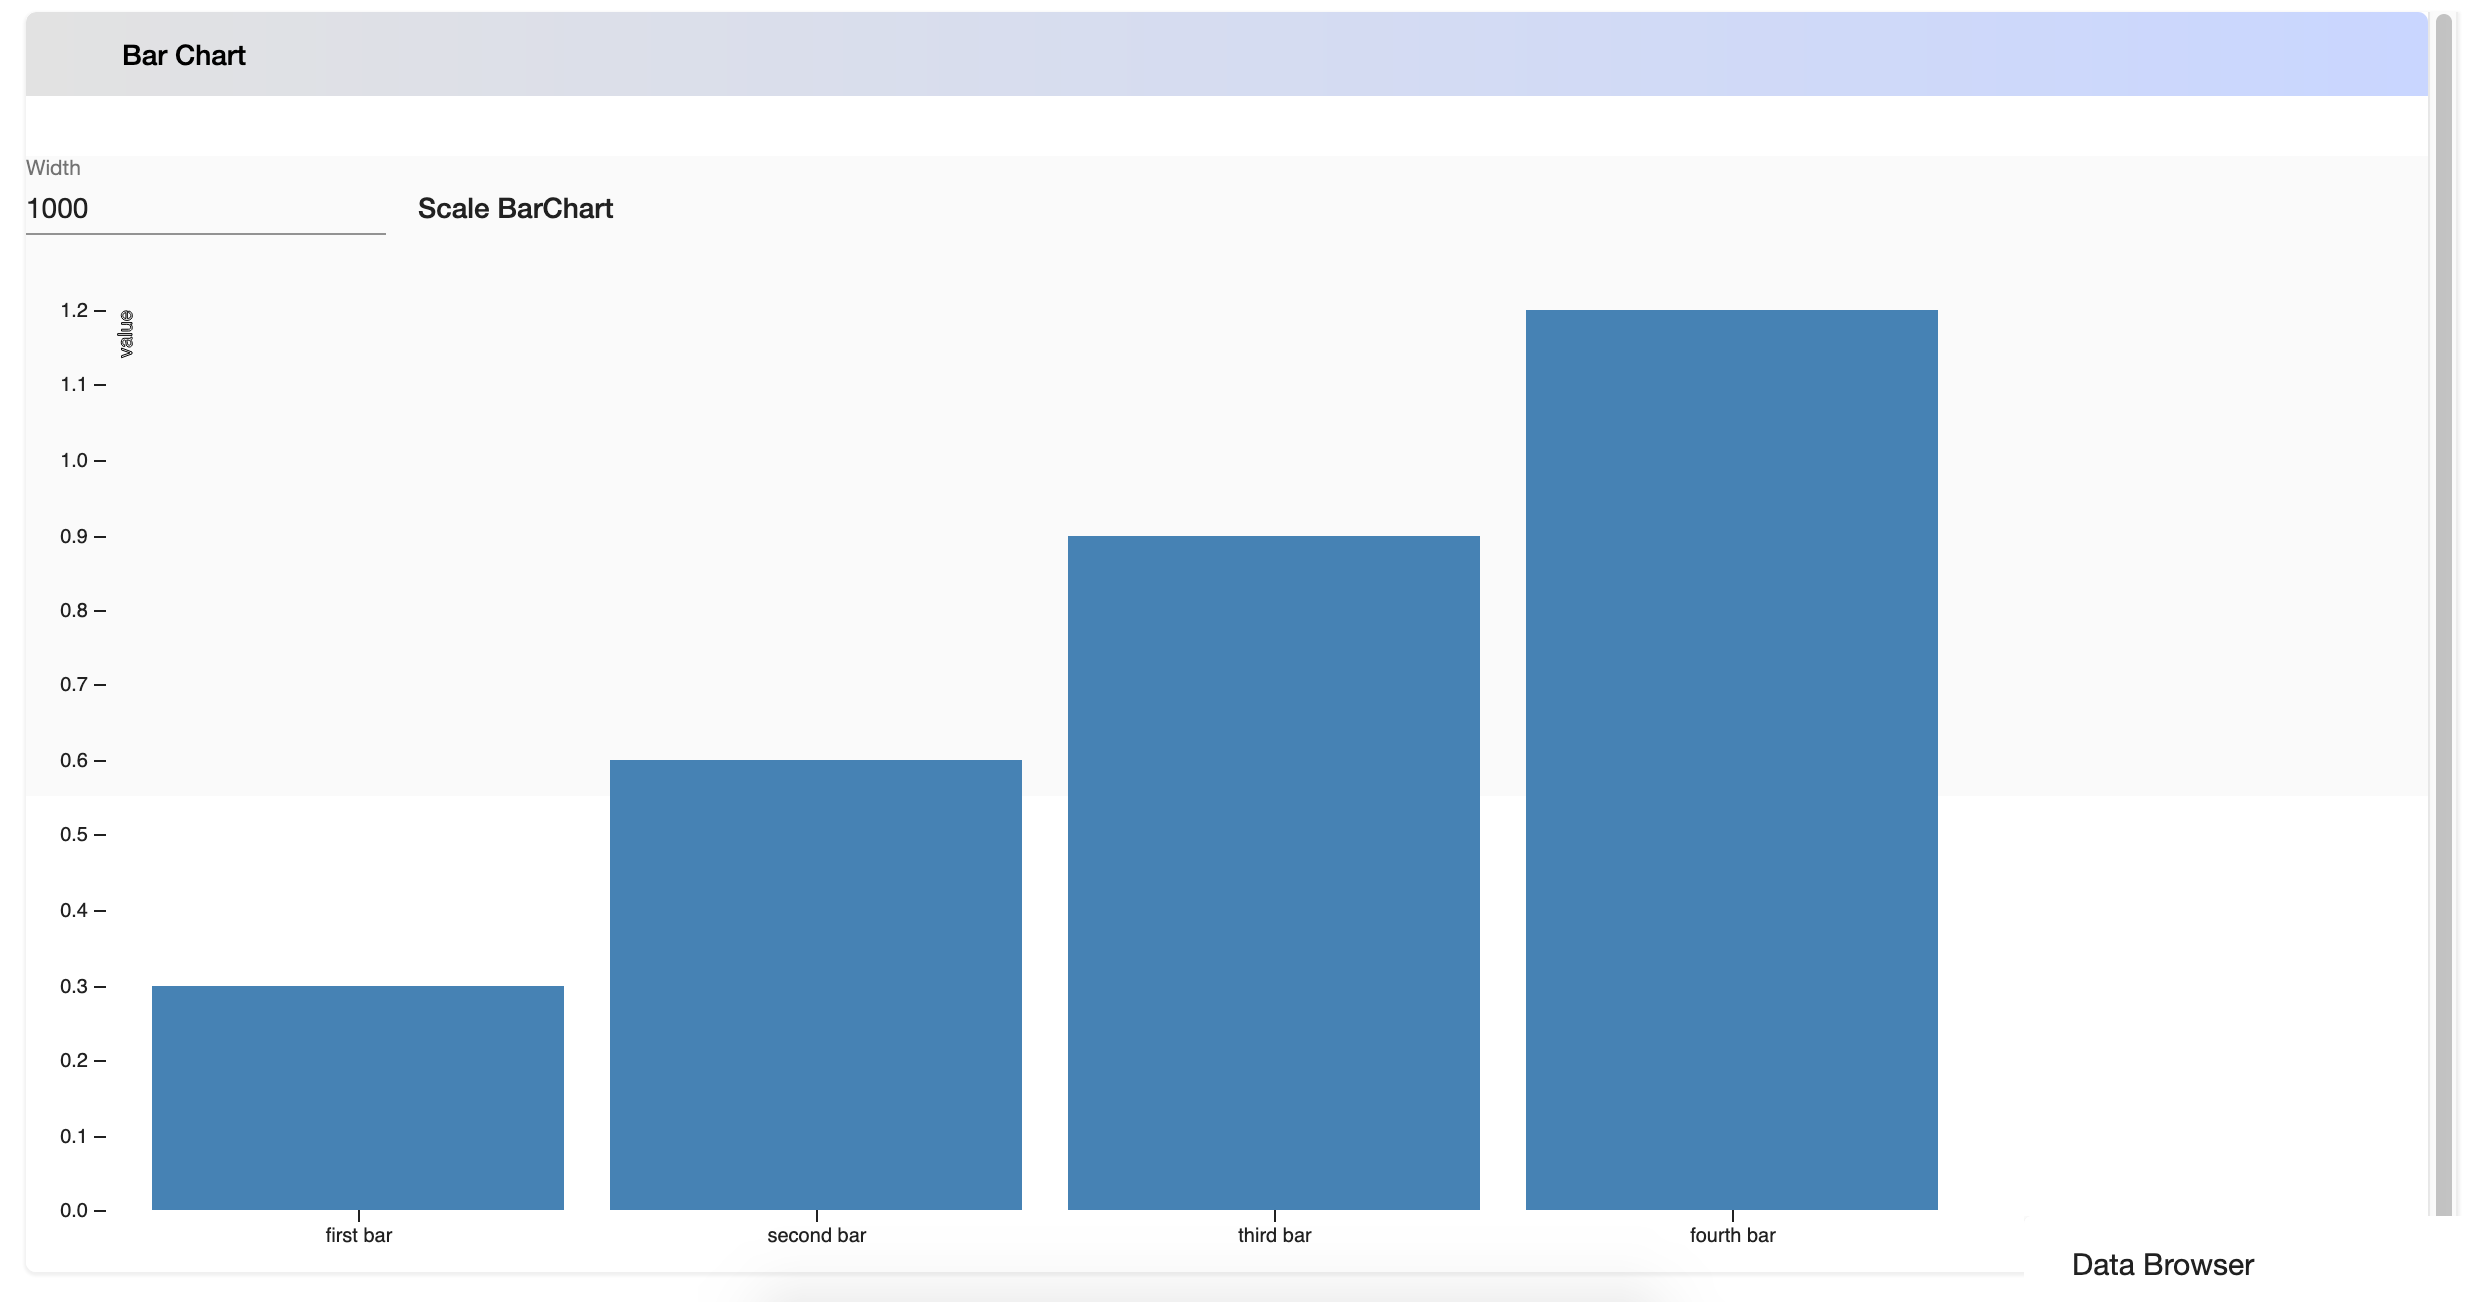 Bar Chart
Width
1000
Scale BarChart
value
1.2
1.1
1.0
0.9
0.8
0.7
0.6
0.5
0.4
0.3
0.2
0.1
0.0
first bar second bar third bar fourth bar
Data Browser